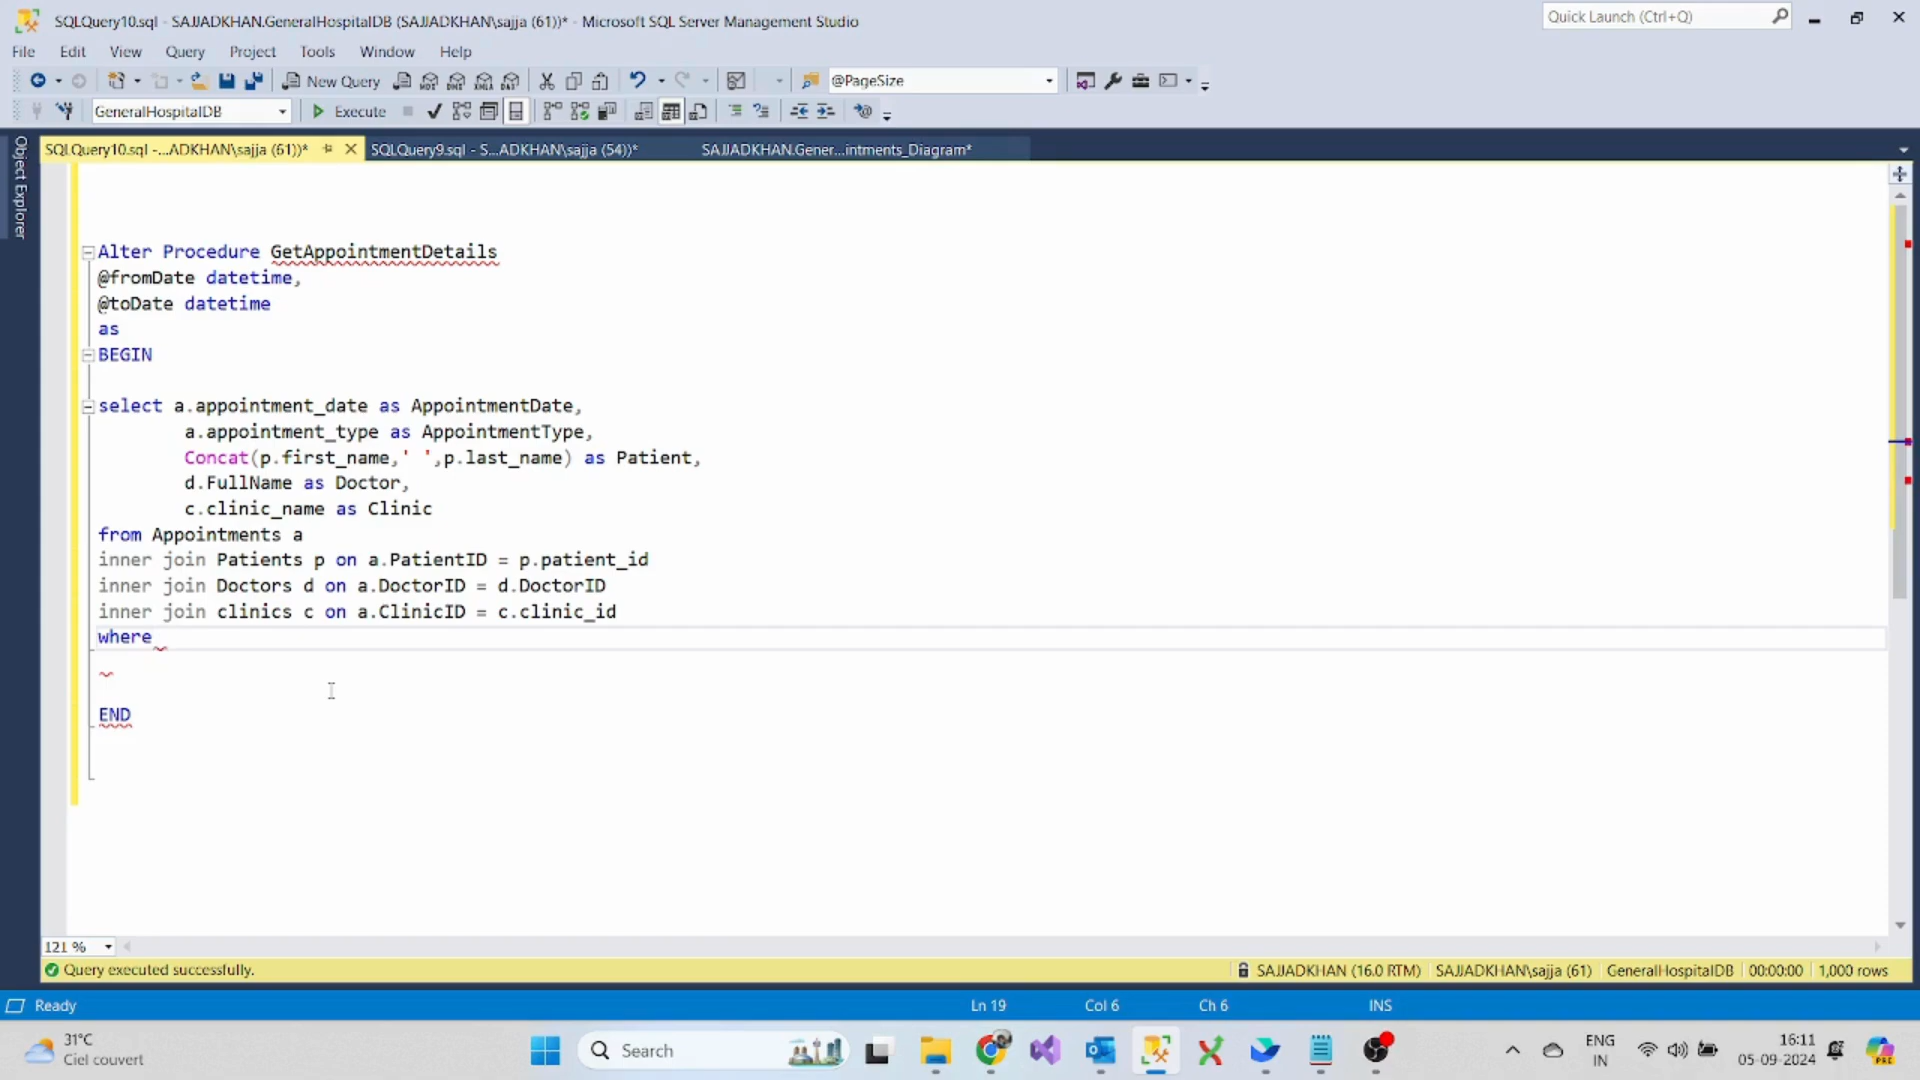 SQLQuery10.sql - SAJJADKHAN.GeneralHospitalDB (SAJJADKHAN\sajja (61))* - Microsoft SQL Server Management Studio
Quick Launch (Ctrl+Q)
File Edit View Query Project Tools Window Help
New Query
@PageSize
GeneralHospitalDB
Execute
SQLQuery10.sql -...ADKHAN\sajja (61))*
SQLQuery9.sql - S...ADKHAN\sajja (54))*
SAJJADKHAN.Gener...intments_Diagram*
Object Explorer
Alter Procedure GetAppointmentDetails
@fromDate datetime,
@toDate datetime
as
BEGIN
select a.appointment_date as AppointmentDate,
a.appointment_type as AppointmentType,
Concat(p.first_name,' ',p.last_name) as Patient,
d.FullName as Doctor,
c.clinic_name as Clinic
from Appointments a
inner join Patients p on a.PatientID = p.patient_id
inner join Doctors d on a.DoctorID = d.DoctorID
inner join clinics c on a.ClinicID = c.clinic_id
where
END
121 %
Query executed successfully.
SAJJADKHAN (16.0 RTM)
SAJJADKHAN\sajja (61)
GeneralHospitalDB
00:00:00
1,000 rows
Ready
Ln 19
Col 6
Ch 6
INS
31°C
Ciel couvert
Search
ENG
IN
16:11
05-09-2024